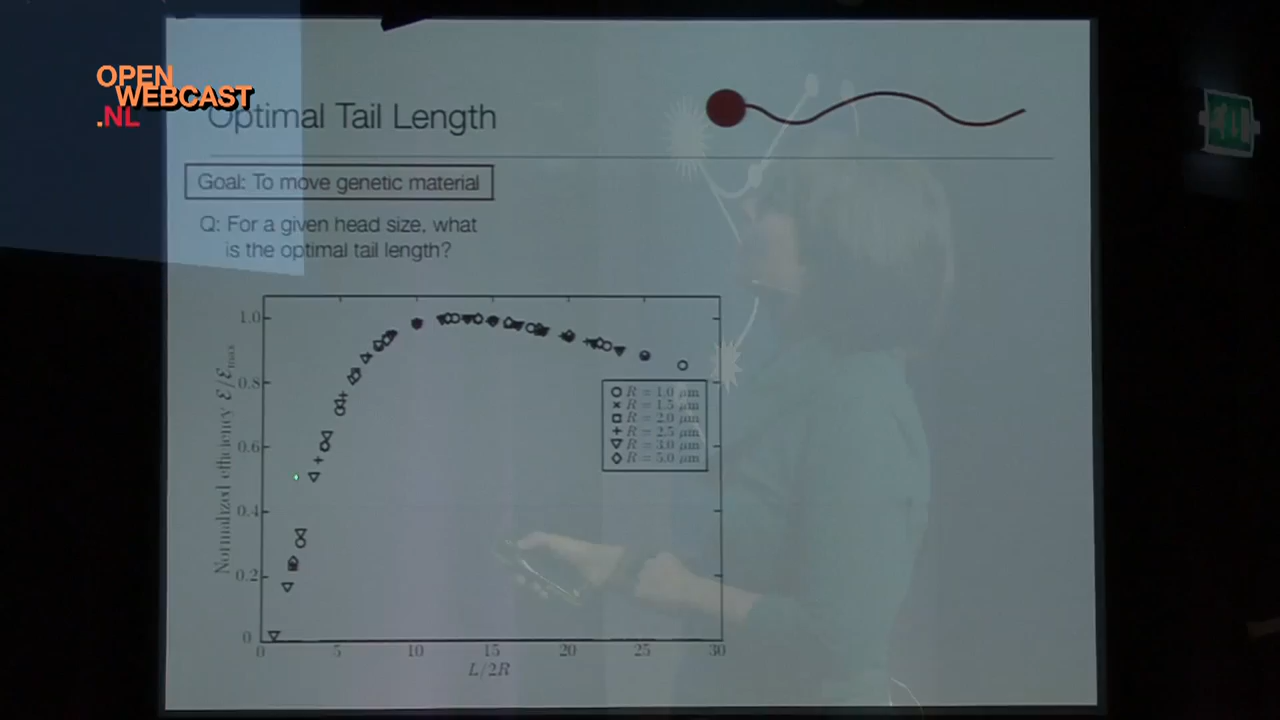 OPEN
WEBCAST
.NL
Optimal Tail Length
Goal: To move genetic material
Q: For a given head size, what
is the optimal tail length?
Normalized efficiency ℰ/ℰmax
1.0
0.8
0.6
0.4
0.2
0
0 5 10 15 20 25 30
L/2R
R = 1.0 μm
R = 1.5 μm
R = 2.0 μm
R = 2.5 μm
R = 3.0 μm
R = 5.0 μm